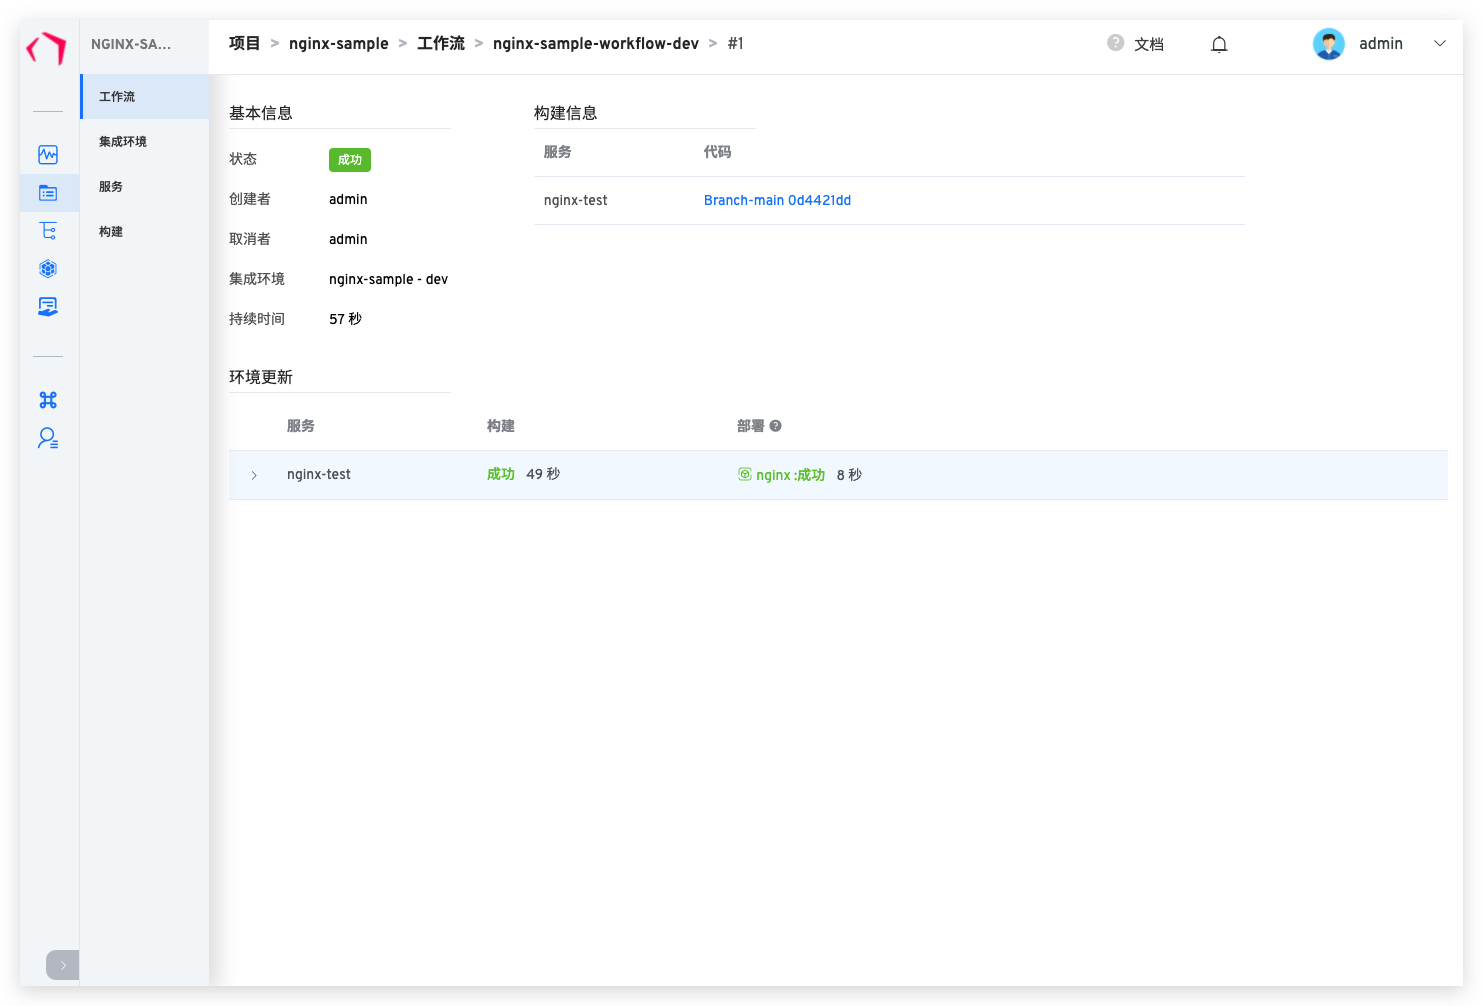 NGINX-SA...
项目 > nginx-sample > 工作流 > nginx-sample-workflow-dev > #1
? 文档
admin
工作流
集成环境
服务
构建
基本信息
状态 成功
创建者 admin
取消者 admin
集成环境 nginx-sample - dev
持续时间 57 秒
构建信息
服务 代码
nginx-test Branch-main 0d4421dd
环境更新
服务 构建 部署 ?
> nginx-test 成功 49 秒 nginx :成功 8 秒
>